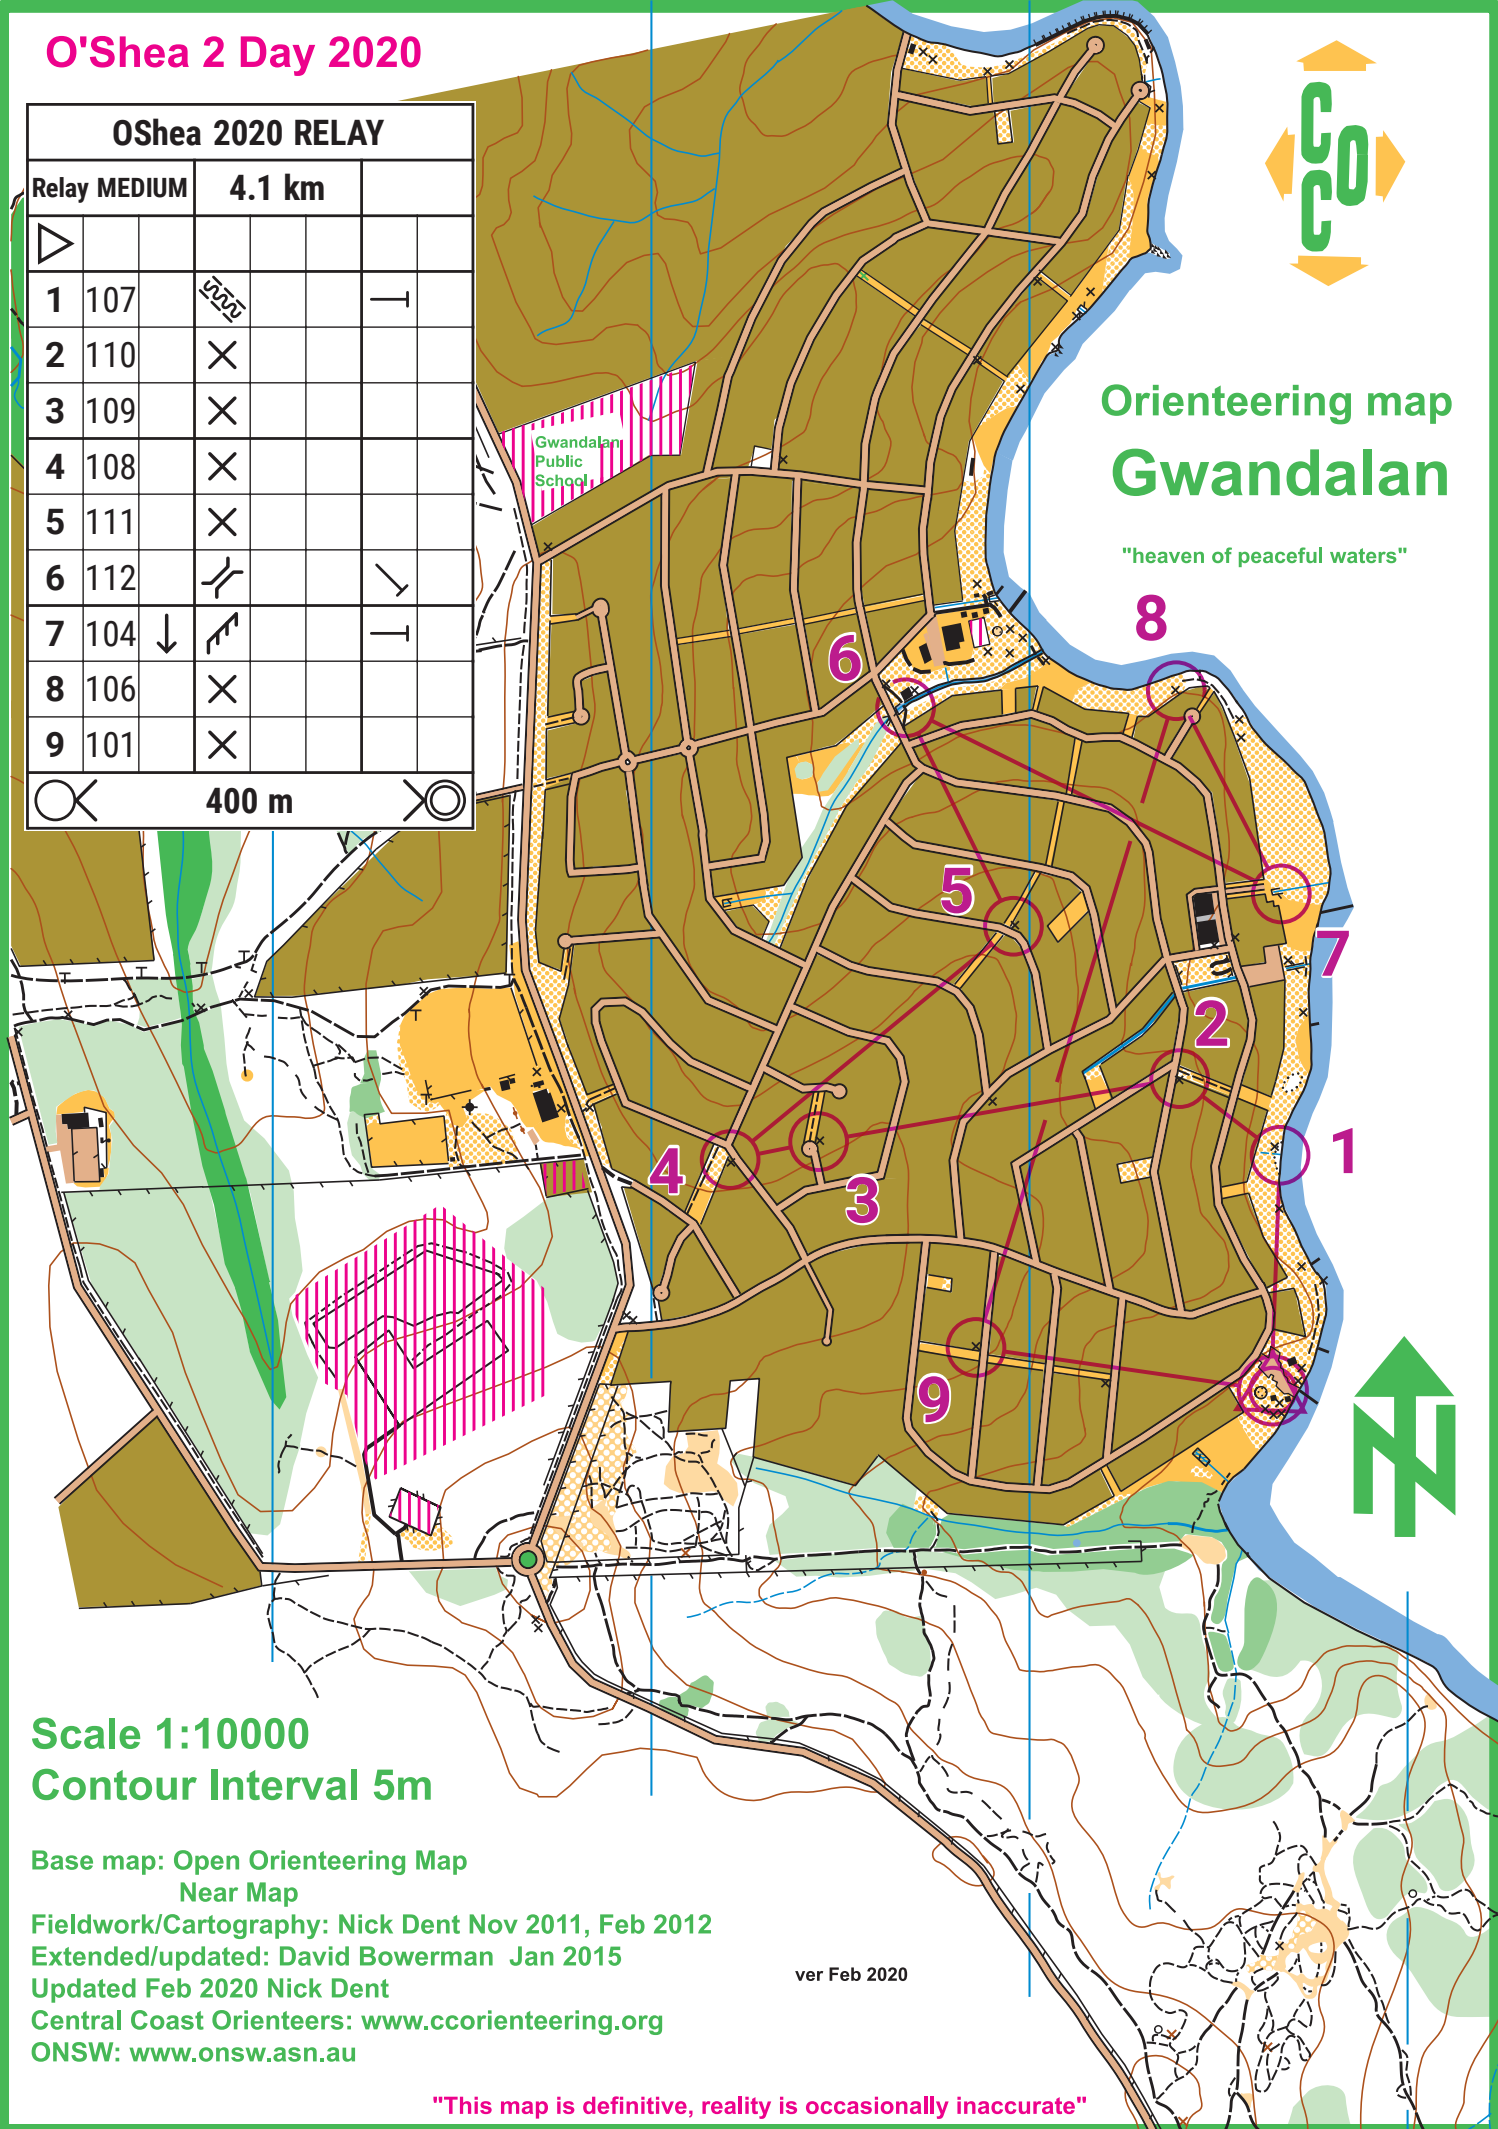 O'Shea 2 Day 2020
OShea 2020 RELAY
Relay MEDIUM 4.1 km
1 107
2 110
3 109
4 108
5 111
6 112
7 104
8 106
9 101
400 m
COC
Gwandalan
Public
School
Orienteering map
Gwandalan
"heaven of peaceful waters"
8
6
5
7
2
1
4
3
9
N
Scale 1:10000
Contour Interval 5m
Base map: Open Orienteering Map
Near Map
Fieldwork/Cartography: Nick Dent Nov 2011, Feb 2012
Extended/updated: David Bowerman Jan 2015
Updated Feb 2020 Nick Dent
Central Coast Orienteers: www.ccorienteering.org
ONSW: www.onsw.asn.au
ver Feb 2020
"This map is definitive, reality is occasionally inaccurate"